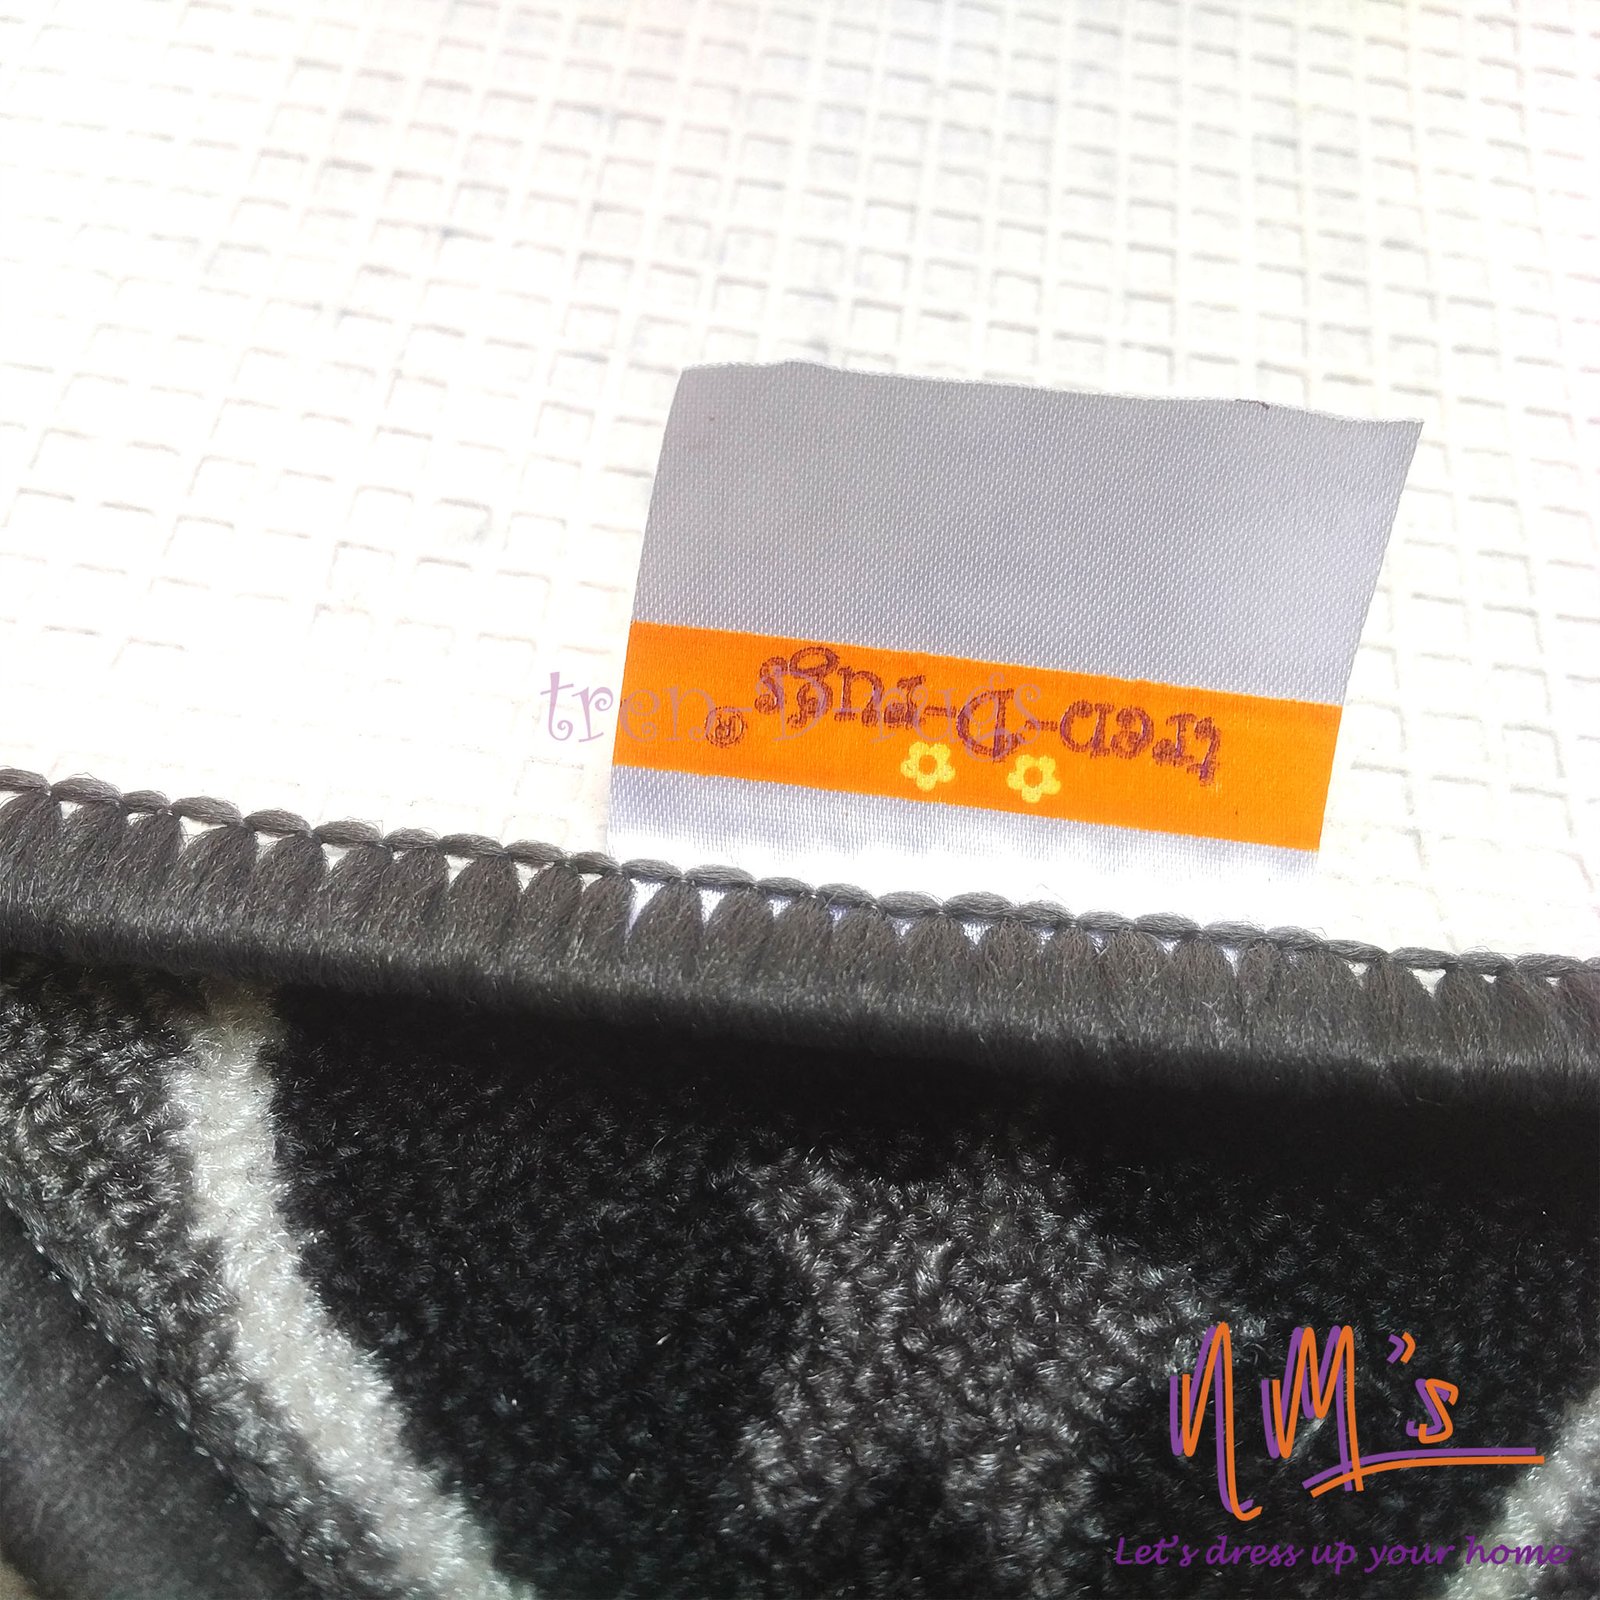 tren-D-rugs
tren-D-rugs®
NM's
Let's dress up your home